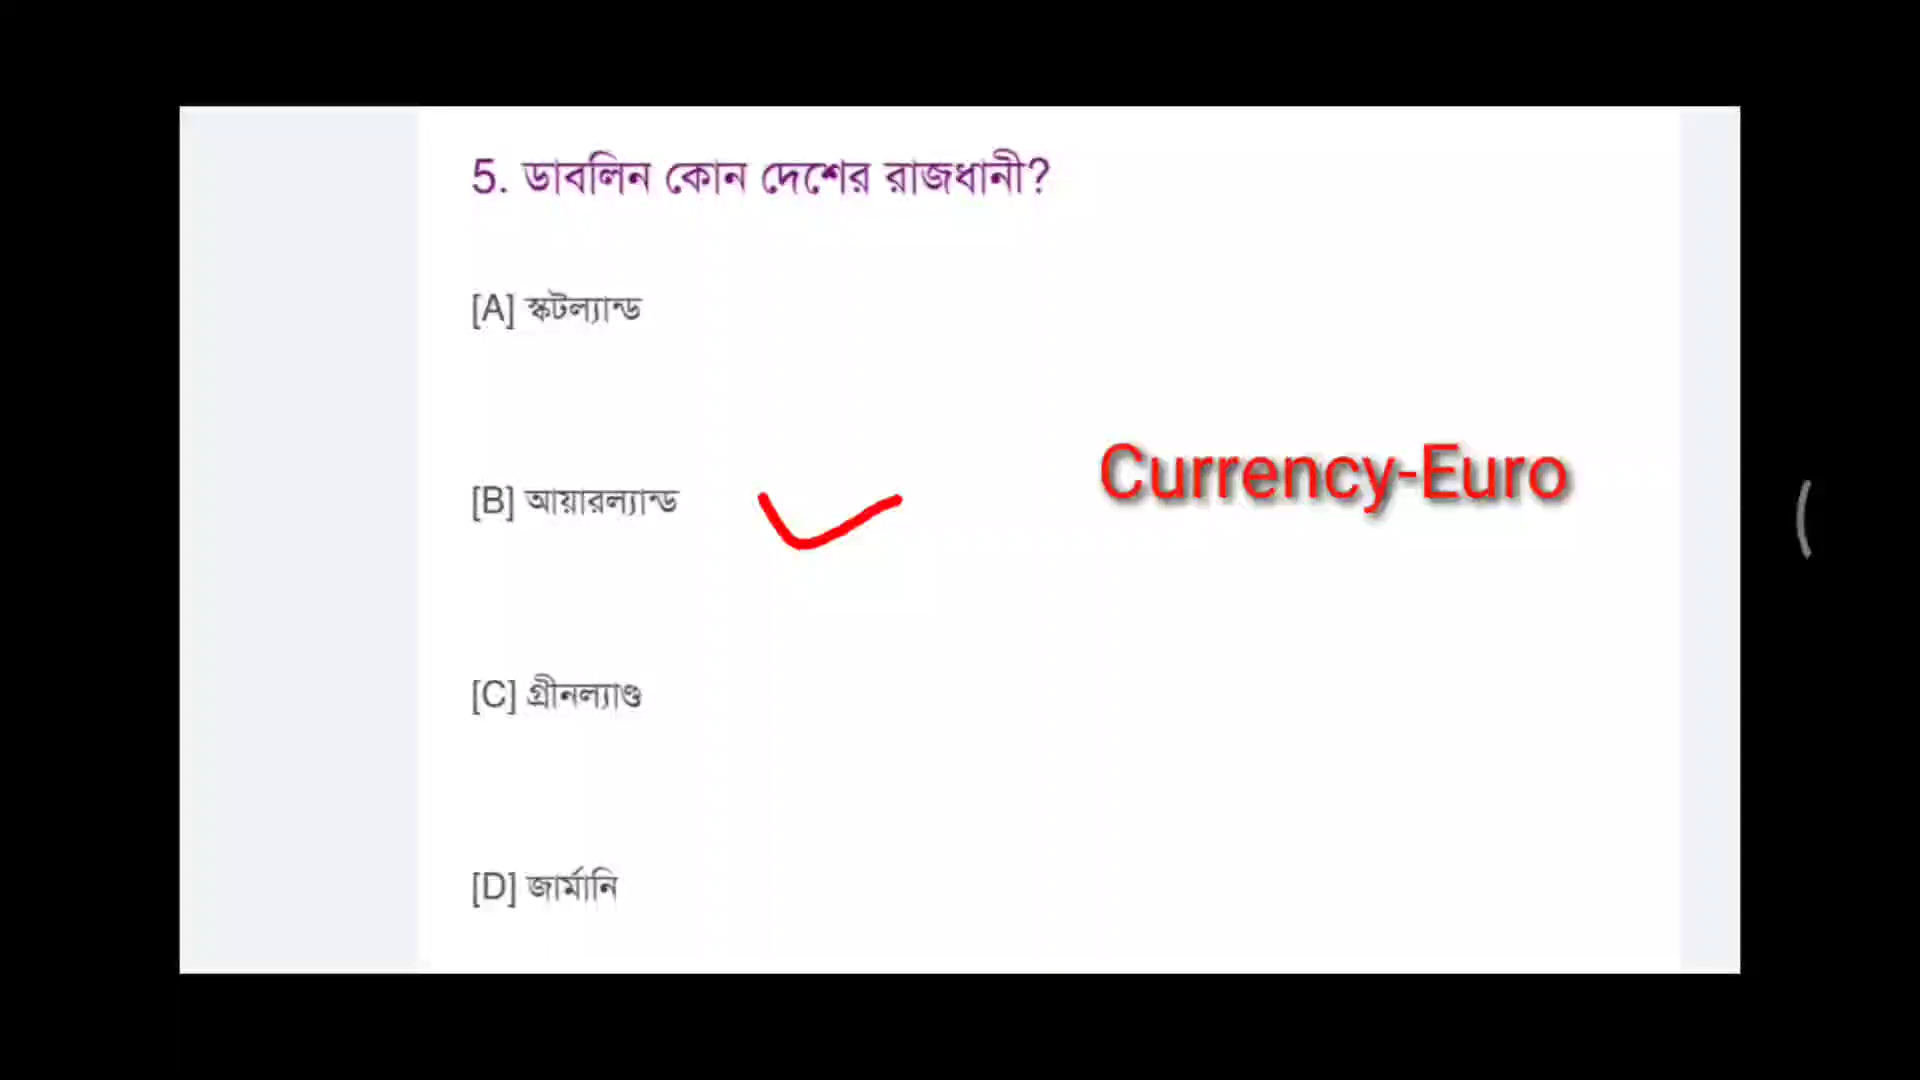 5. ডাবলিন কোন দেশের রাজধানী?
[A] স্কটল্যান্ড
[B] আয়ারল্যান্ড
Currency-Euro
[C] গ্রীনল্যাণ্ড
[D] জার্মানি